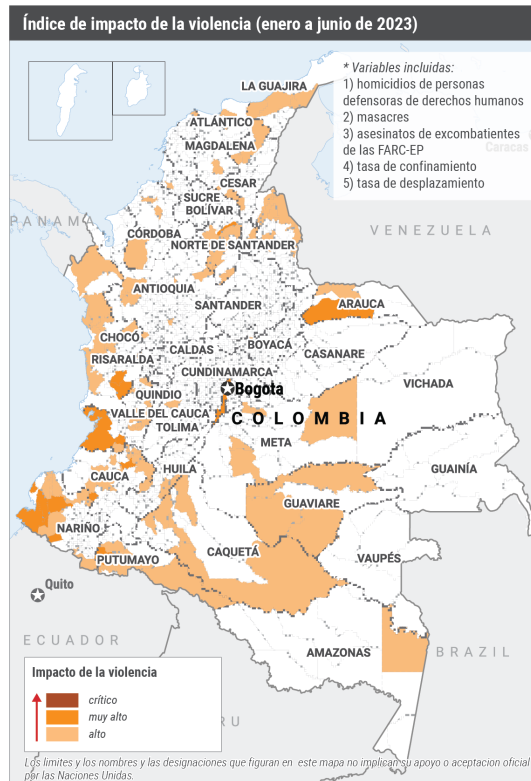 Índice de impacto de la violencia (enero a junio de 2023)
* Variables incluidas:
1) homicidios de personas
defensoras de derechos humanos
2) masacres
3) asesinatos de excombatientes
de las FARC-EP
4) tasa de confinamiento
5) tasa de desplazamiento
Caracas
LA GUAJIRA
ATLÁNTICO
MAGDALENA
CESAR
SUCRE
BOLÍVAR
PANAMÁ
VENEZUELA
CÓRDOBA
NORTE DE SANTANDER
ANTIOQUIA
SANTANDER
ARAUCA
CHOCÓ
BOYACÁ
CALDAS
RISARALDA
CASANARE
CUNDINAMARCA
Bogota
VICHADA
QUINDIO
VALLE DEL CAUCA
COLOMBIA
TOLIMA
META
GUAINÍA
CAUCA
HUILA
GUAVIARE
NARIÑO
CAQUETÁ
VAUPÉS
PUTUMAYO
Quito
ECUADOR
AMAZONAS
BRAZIL
Impacto de la violencia
crítico
muy alto
alto
RU
Los limites y los nombres y las designaciones que figuran en este mapa no implican su apoyo o aceptacion oficial
por las Naciones Unidas.